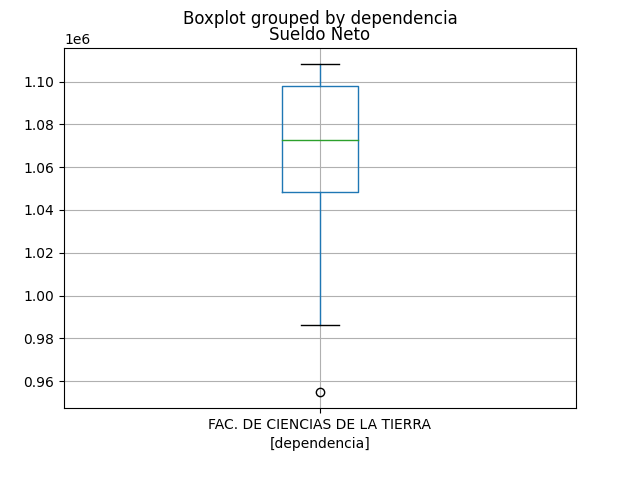 Boxplot grouped by dependencia
Sueldo Neto
1e6
1.10
1.08
1.06
1.04
1.02
1.00
0.98
0.96
FAC. DE CIENCIAS DE LA TIERRA
[dependencia]